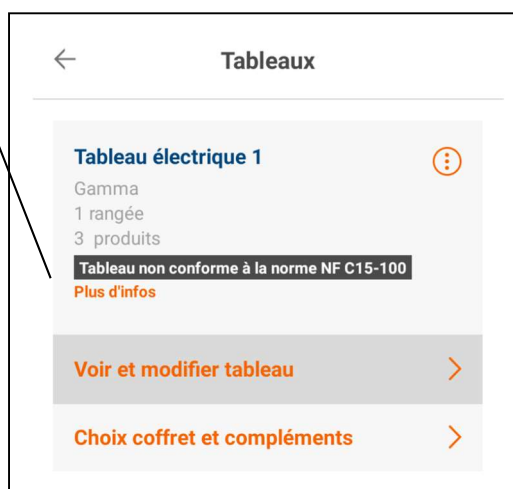 Tableaux
Tableau électrique 1
Gamma
1 rangée
3 produits
Tableau non conforme à la norme NF C15-100
Plus d'infos
Voir et modifier tableau
Choix coffret et compléments